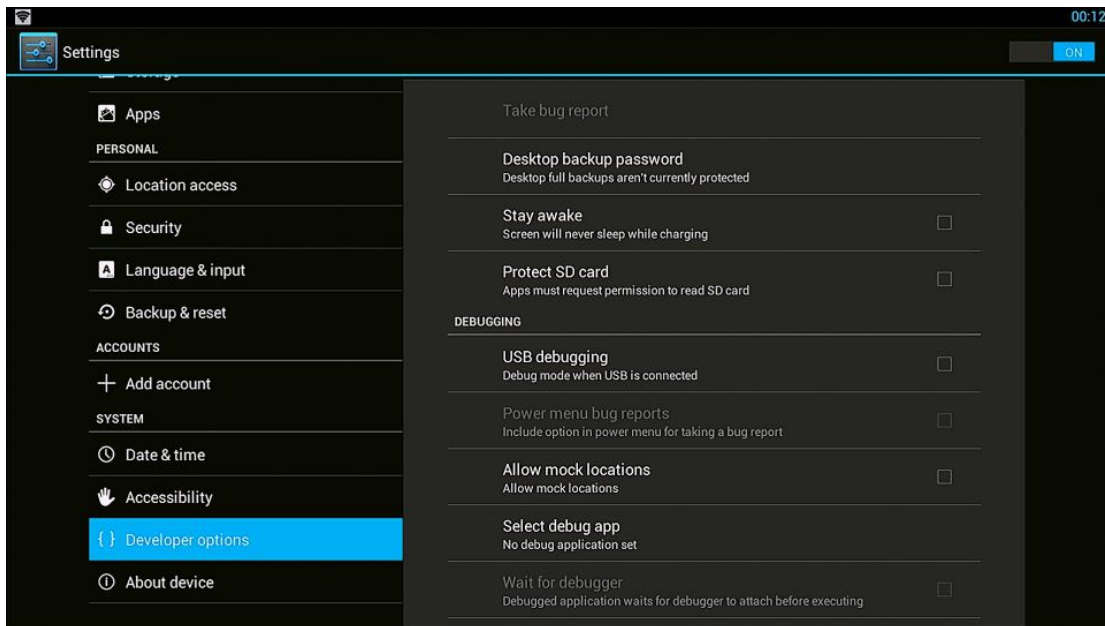 00:12
Settings
ON
Storage
Apps
PERSONAL
Location access
Security
Language & input
Backup & reset
ACCOUNTS
Add account
SYSTEM
Date & time
Accessibility
{ } Developer options
About device
Take bug report
Desktop backup password
Desktop full backups aren't currently protected
Stay awake
Screen will never sleep while charging
Protect SD card
Apps must request permission to read SD card
DEBUGGING
USB debugging
Debug mode when USB is connected
Power menu bug reports
Include option in power menu for taking a bug report
Allow mock locations
Allow mock locations
Select debug app
No debug application set
Wait for debugger
Debugged application waits for debugger to attach before executing